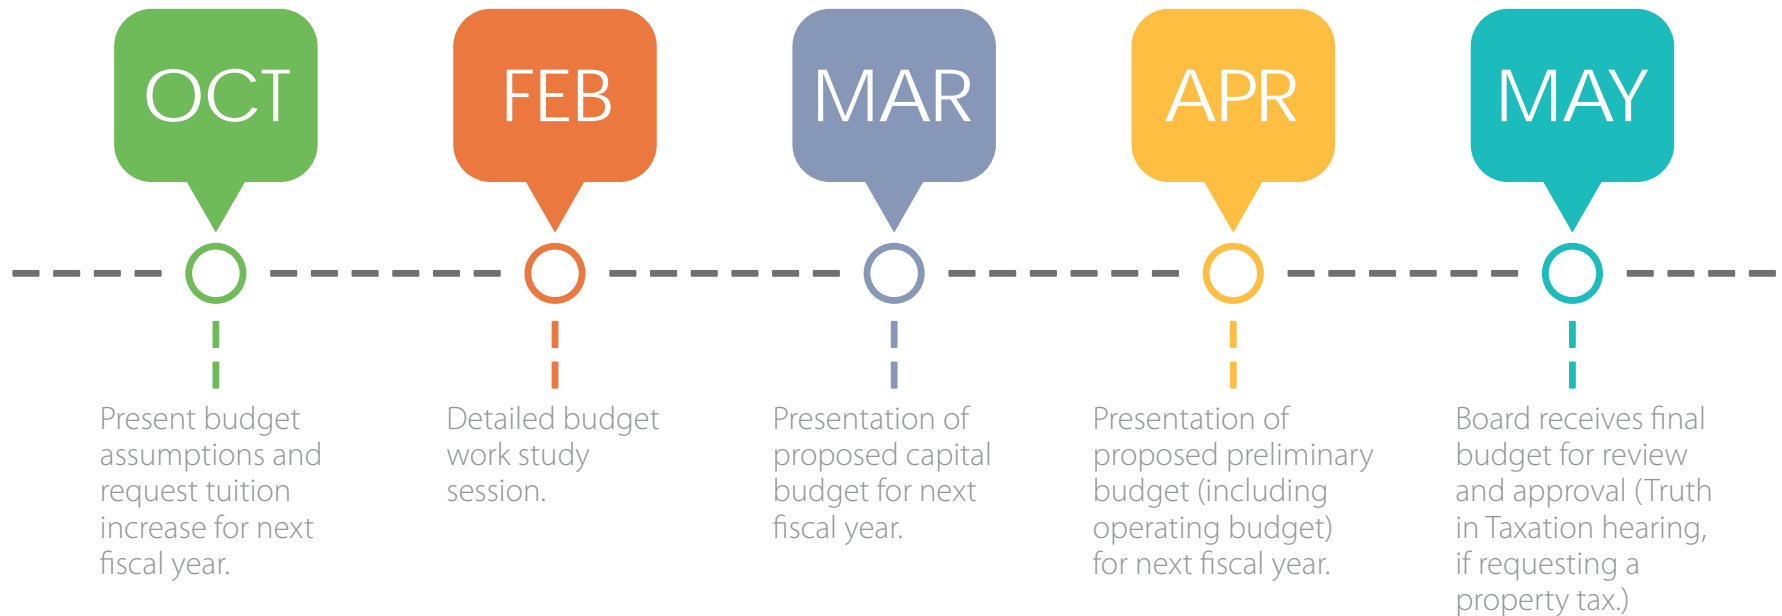 OCT
FEB
MAR
APR
MAY
Present budget
assumptions and
request tuition
increase for next
fiscal year.
Detailed budget
work study
session.
Presentation of
proposed capital
budget for next
fiscal year.
Presentation of
proposed preliminary
budget (including
operating budget)
for next fiscal year.
Board receives final
budget for review
and approval (Truth
in Taxation hearing,
if requesting a
property tax.)